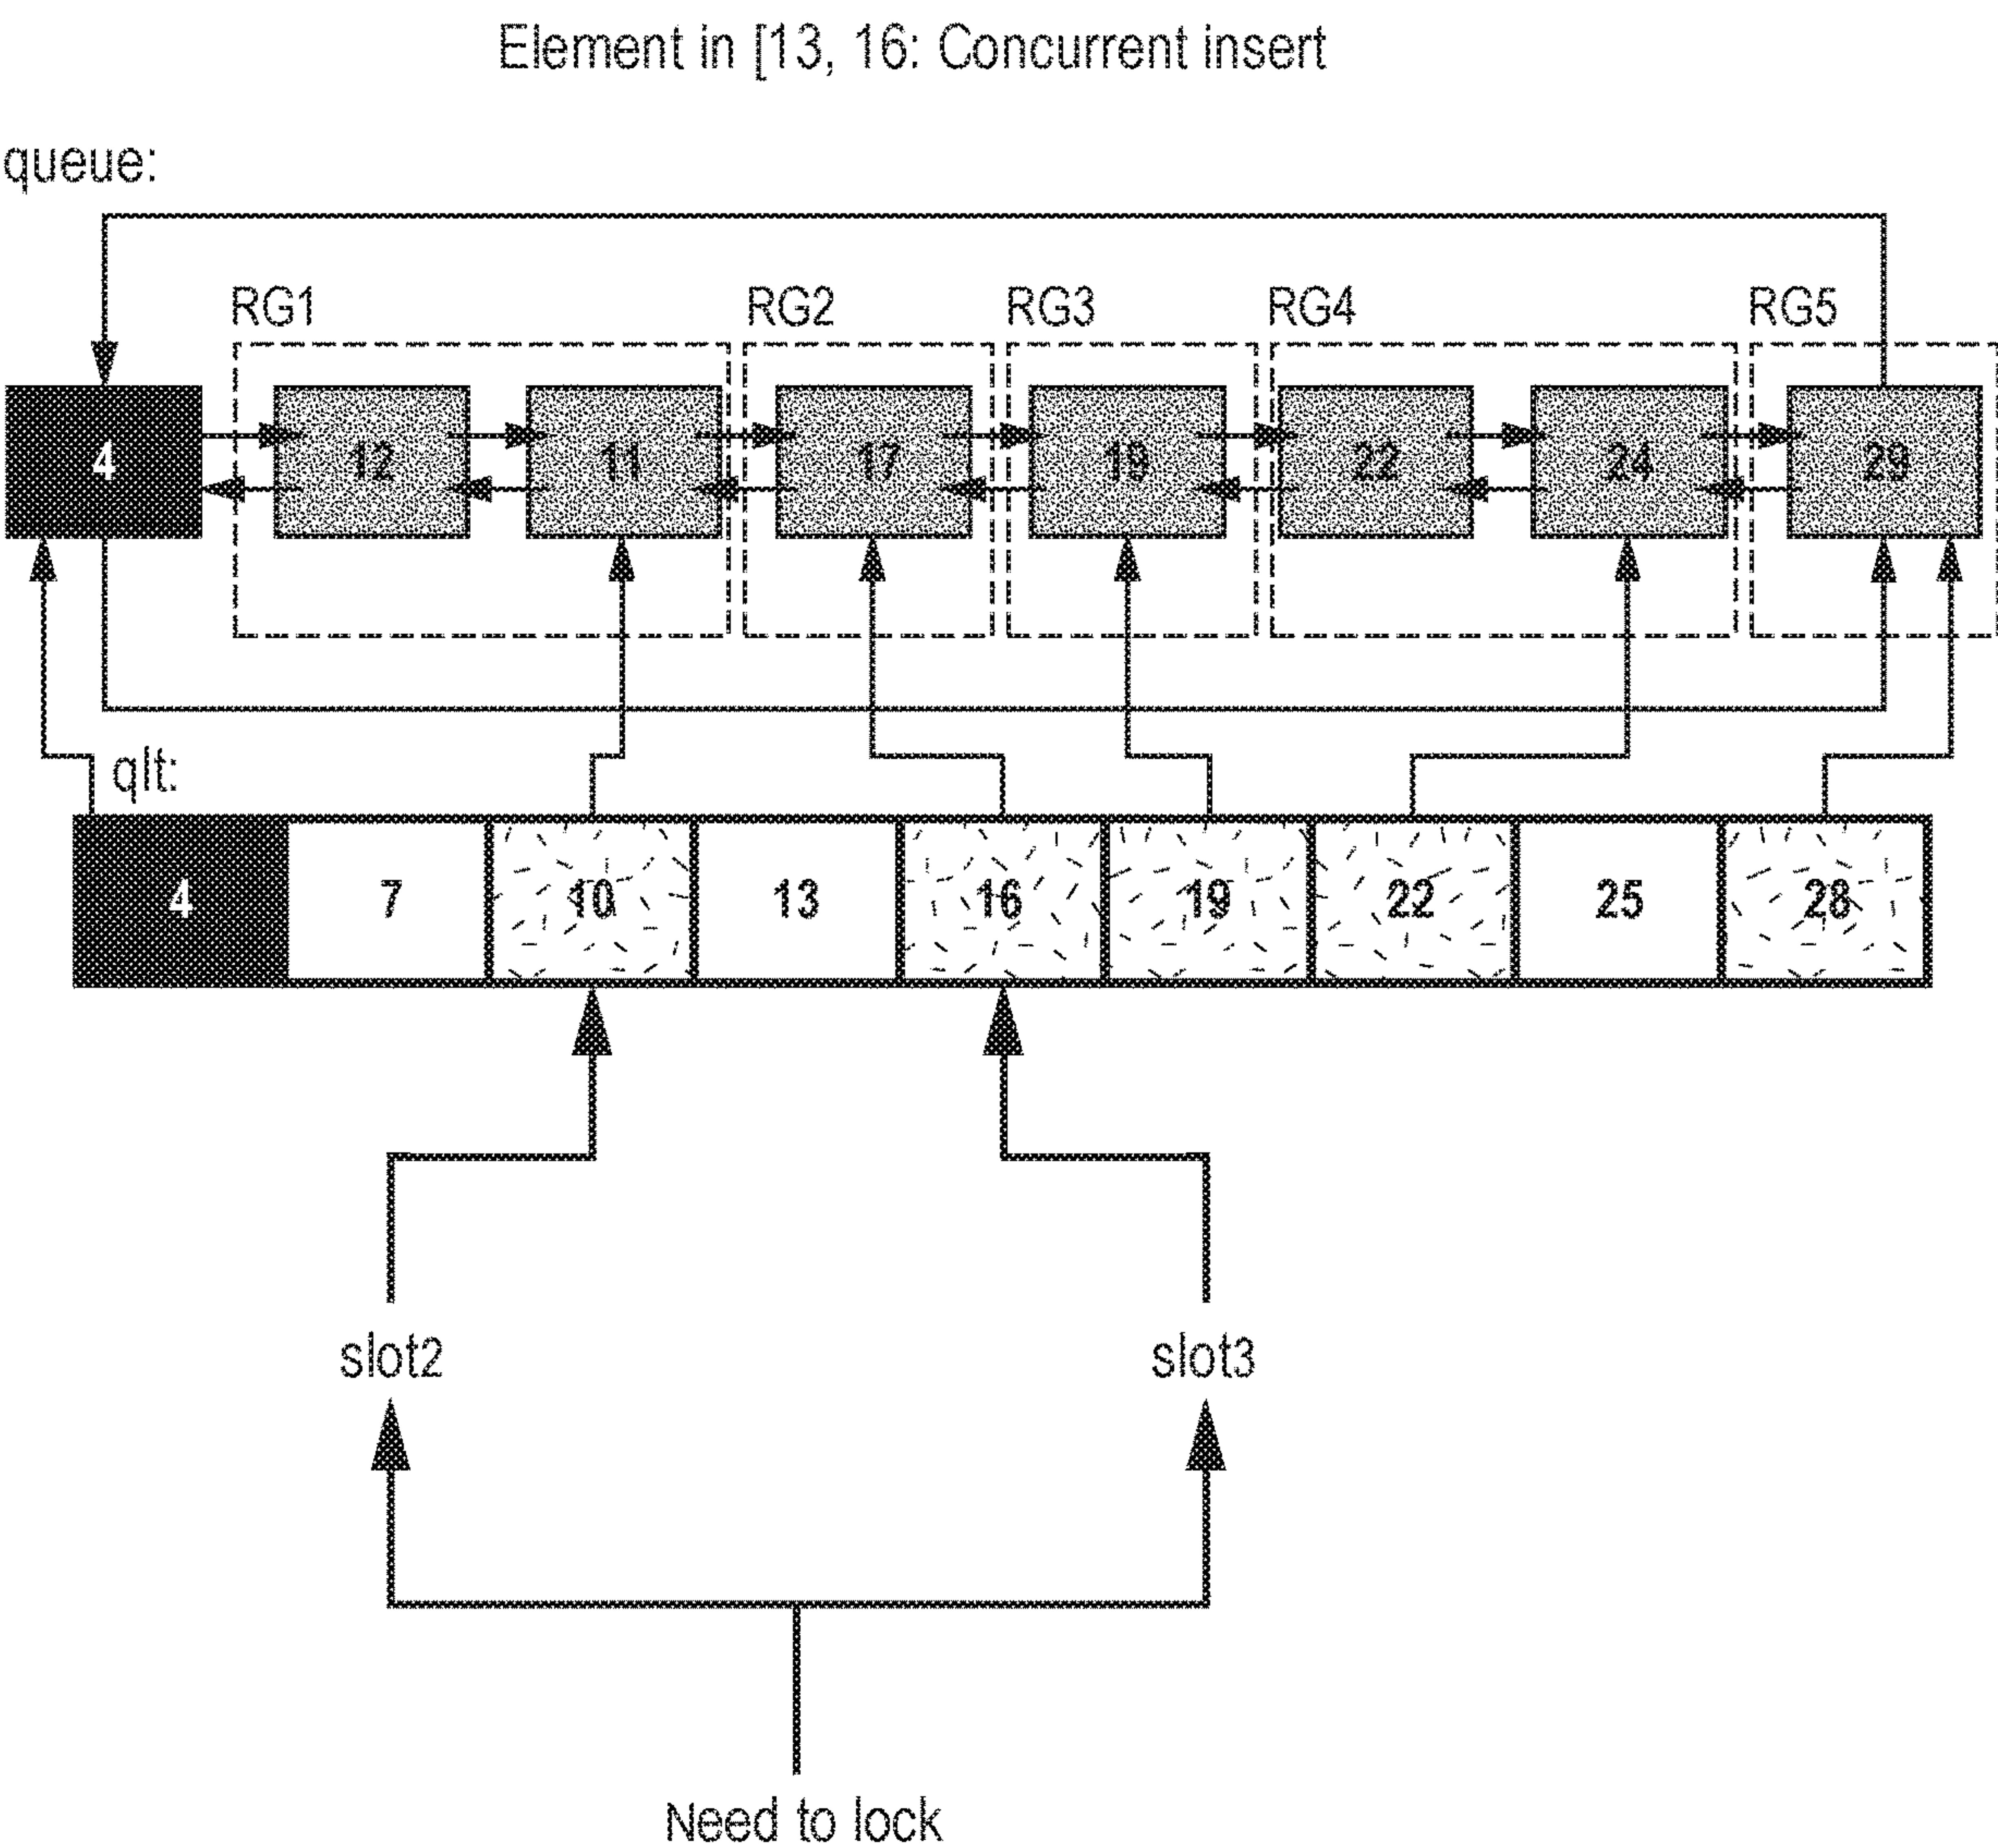 Element in [13, 16: Concurrent insert
queue:
RG1 RG2 RG3 RG4 RG5
4 12 11 17 19 22 24 29
qlt:
4 7 10 13 16 19 22 25 28
slot2 slot3
Need to lock